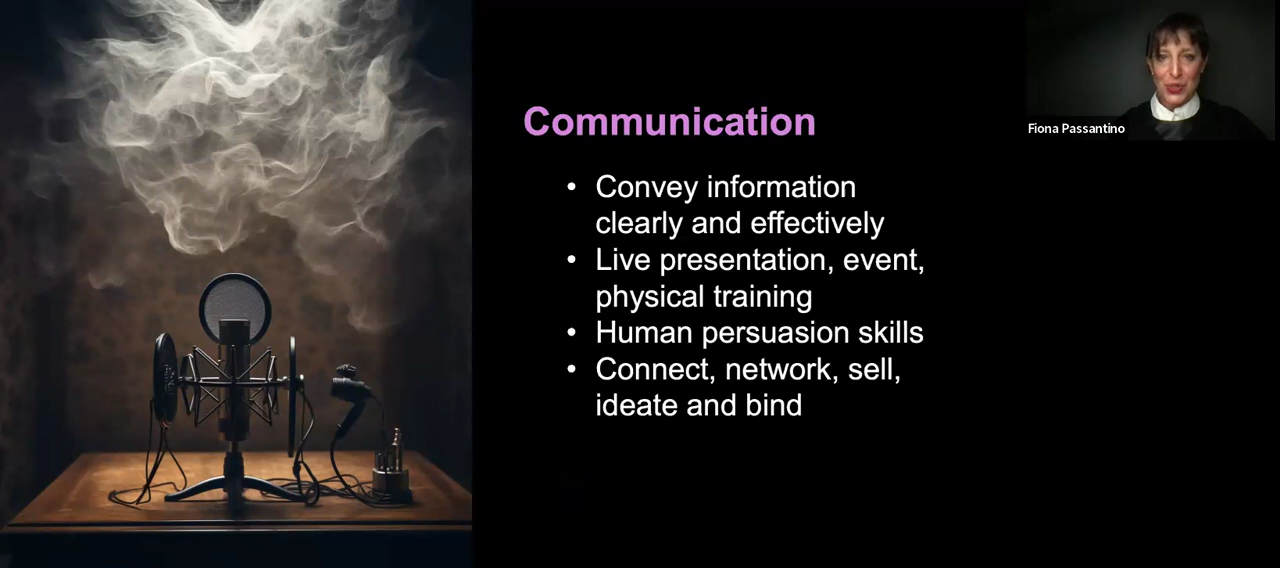 Communication
• Convey information
clearly and effectively
• Live presentation, event,
physical training
• Human persuasion skills
• Connect, network, sell,
ideate and bind
Fiona Passantino